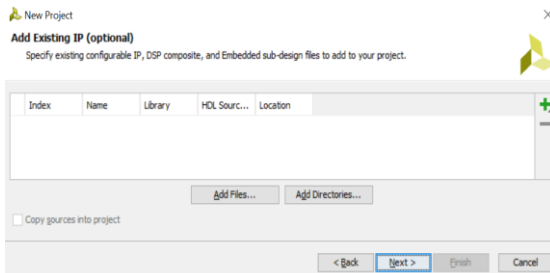 New Project
Add Existing IP (optional)
Specify existing configurable IP, DSP composite, and Embedded sub-design files to add to your project.
Index Name Library HDL Sourc... Location
Add Files... Add Directories...
Copy sources into project
< Back Next > Finish Cancel